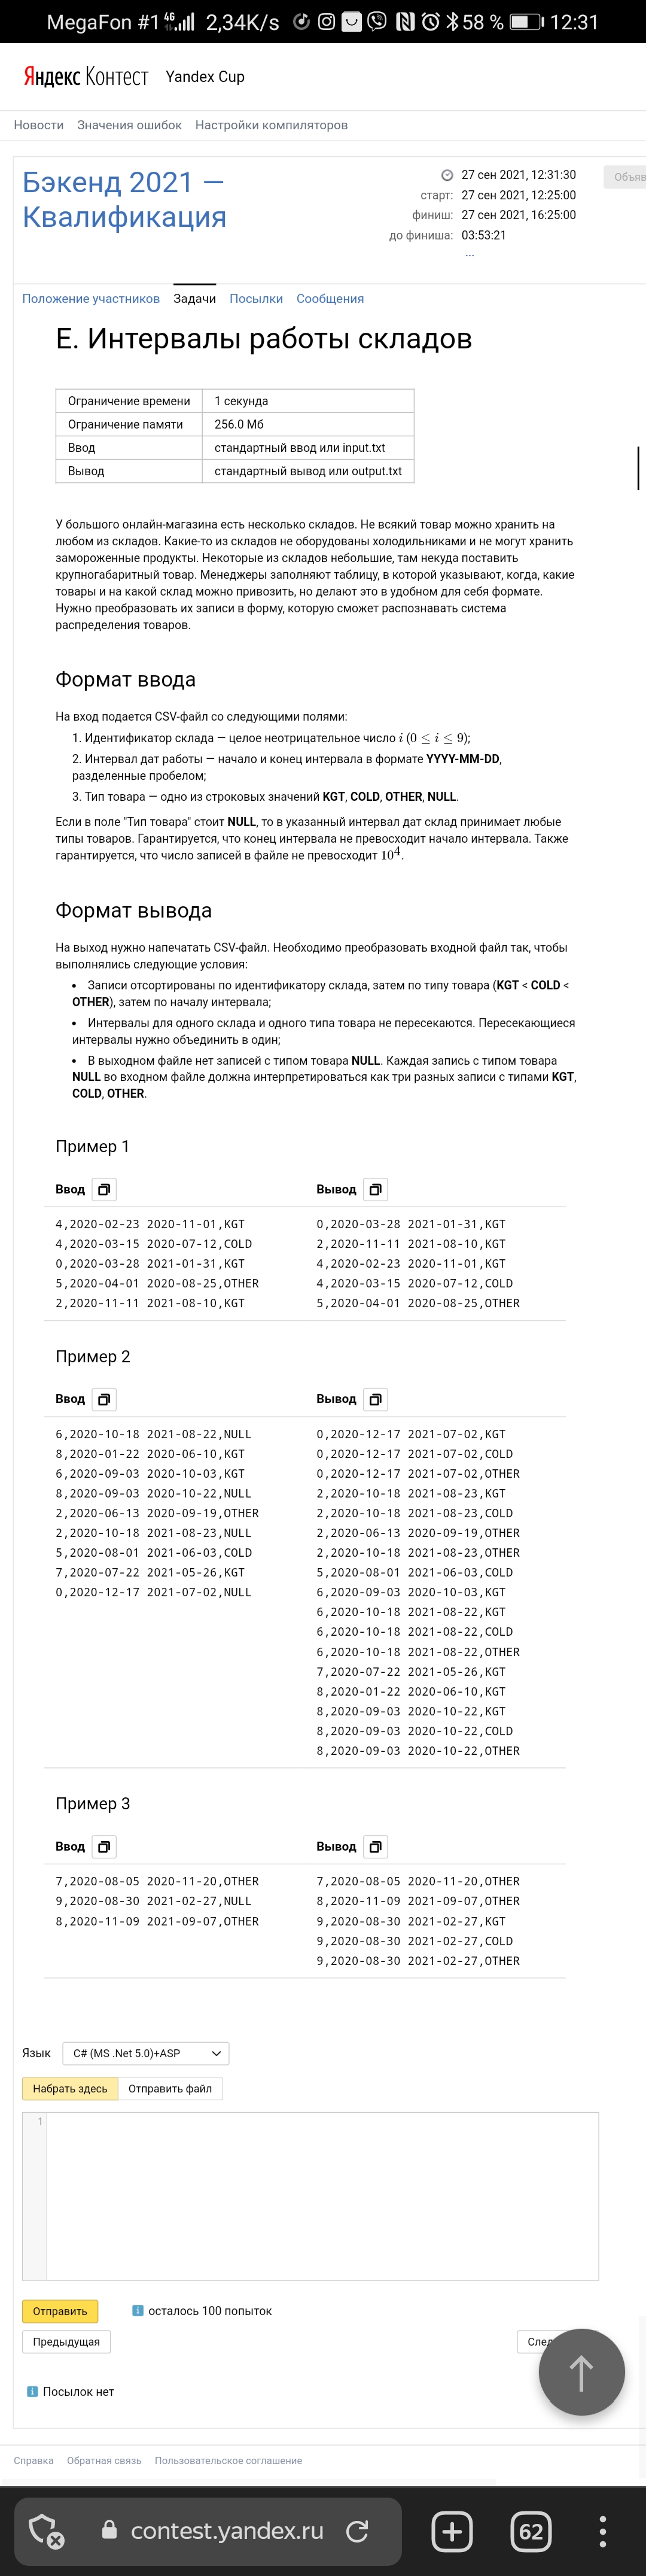 MegaFon #1 4G 2,34K/s 58 % 12:31
Яндекс Контест Yandex Cup
Новости Значения ошибок Настройки компиляторов
Бэкенд 2021 —
Квалификация
27 сен 2021, 12:31:30
старт: 27 сен 2021, 12:25:00
финиш: 27 сен 2021, 16:25:00
до финиша: 03:53:21
...
Объяв
Положение участников Задачи Посылки Сообщения
E. Интервалы работы складов
Ограничение времени 1 секунда
Ограничение памяти 256.0 Мб
Ввод стандартный ввод или input.txt
Вывод стандартный вывод или output.txt
У большого онлайн-магазина есть несколько складов. Не всякий товар можно хранить на
любом из складов. Какие-то из складов не оборудованы холодильниками и не могут хранить
замороженные продукты. Некоторые из складов небольшие, там некуда поставить
крупногабаритный товар. Менеджеры заполняют таблицу, в которой указывают, когда, какие
товары и на какой склад можно привозить, но делают это в удобном для себя формате.
Нужно преобразовать их записи в форму, которую сможет распознавать система
распределения товаров.
Формат ввода
На вход подается CSV-файл со следующими полями:
1. Идентификатор склада — целое неотрицательное число i (0 ≤ i ≤ 9);
2. Интервал дат работы — начало и конец интервала в формате YYYY-MM-DD,
разделенные пробелом;
3. Тип товара — одно из строковых значений KGT, COLD, OTHER, NULL.
Если в поле "Тип товара" стоит NULL, то в указанный интервал дат склад принимает любые
типы товаров. Гарантируется, что конец интервала не превосходит начало интервала. Также
гарантируется, что число записей в файле не превосходит 10⁴.
Формат вывода
На выход нужно напечатать CSV-файл. Необходимо преобразовать входной файл так, чтобы
выполнялись следующие условия:
• Записи отсортированы по идентификатору склада, затем по типу товара (KGT < COLD <
OTHER), затем по началу интервала;
• Интервалы для одного склада и одного типа товара не пересекаются. Пересекающиеся
интервалы нужно объединить в один;
• В выходном файле нет записей с типом товара NULL. Каждая запись с типом товара
NULL во входном файле должна интерпретироваться как три разных записи с типами KGT,
COLD, OTHER.
Пример 1
Ввод Вывод
4,2020-02-23 2020-11-01,KGT 0,2020-03-28 2021-01-31,KGT
4,2020-03-15 2020-07-12,COLD 2,2020-11-11 2021-08-10,KGT
0,2020-03-28 2021-01-31,KGT 4,2020-02-23 2020-11-01,KGT
5,2020-04-01 2020-08-25,OTHER 4,2020-03-15 2020-07-12,COLD
2,2020-11-11 2021-08-10,KGT 5,2020-04-01 2020-08-25,OTHER
Пример 2
Ввод Вывод
6,2020-10-18 2021-08-22,NULL 0,2020-12-17 2021-07-02,KGT
8,2020-01-22 2020-06-10,KGT 0,2020-12-17 2021-07-02,COLD
6,2020-09-03 2020-10-03,KGT 0,2020-12-17 2021-07-02,OTHER
8,2020-09-03 2020-10-22,NULL 2,2020-10-18 2021-08-23,KGT
2,2020-06-13 2020-09-19,OTHER 2,2020-10-18 2021-08-23,COLD
2,2020-10-18 2021-08-23,NULL 2,2020-06-13 2020-09-19,OTHER
5,2020-08-01 2021-06-03,COLD 2,2020-10-18 2021-08-23,OTHER
7,2020-07-22 2021-05-26,KGT 5,2020-08-01 2021-06-03,COLD
0,2020-12-17 2021-07-02,NULL 6,2020-09-03 2020-10-03,KGT
6,2020-10-18 2021-08-22,KGT
6,2020-10-18 2021-08-22,COLD
6,2020-10-18 2021-08-22,OTHER
7,2020-07-22 2021-05-26,KGT
8,2020-01-22 2020-06-10,KGT
8,2020-09-03 2020-10-22,KGT
8,2020-09-03 2020-10-22,COLD
8,2020-09-03 2020-10-22,OTHER
Пример 3
Ввод Вывод
7,2020-08-05 2020-11-20,OTHER 7,2020-08-05 2020-11-20,OTHER
9,2020-08-30 2021-02-27,NULL 8,2020-11-09 2021-09-07,OTHER
8,2020-11-09 2021-09-07,OTHER 9,2020-08-30 2021-02-27,KGT
9,2020-08-30 2021-02-27,COLD
9,2020-08-30 2021-02-27,OTHER
Язык C# (MS .Net 5.0)+ASP
Набрать здесь Отправить файл
1
Отправить осталось 100 попыток
Предыдущая След
Посылок нет
Справка Обратная связь Пользовательское соглашение
contest.yandex.ru 62